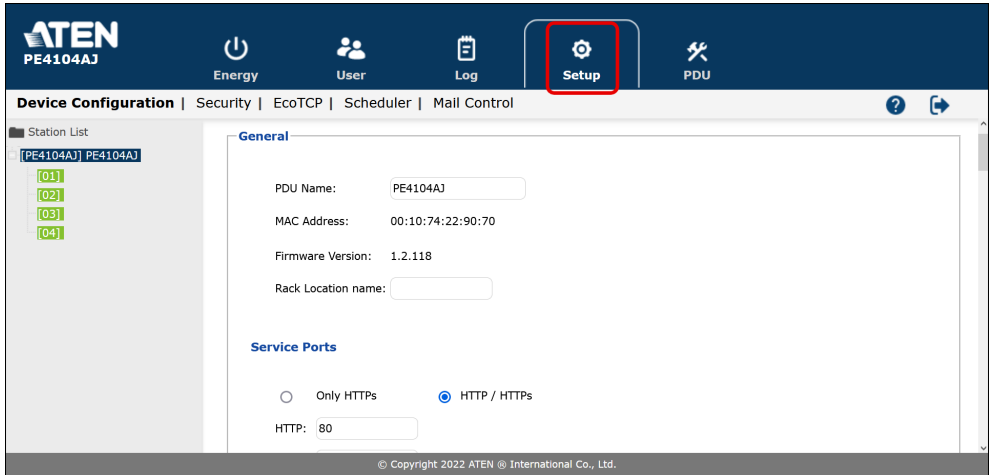 ATEN
PE4104AJ
Energy User Log Setup PDU
Device Configuration | Security | EcoTCP | Scheduler | Mail Control
?
Station List
[PE4104AJ] PE4104AJ
[01]
[02]
[03]
[04]
General
PDU Name: PE4104AJ
MAC Address: 00:10:74:22:90:70
Firmware Version: 1.2.118
Rack Location name:
Service Ports
Only HTTPs HTTP / HTTPs
HTTP: 80
© Copyright 2022 ATEN ® International Co., Ltd.